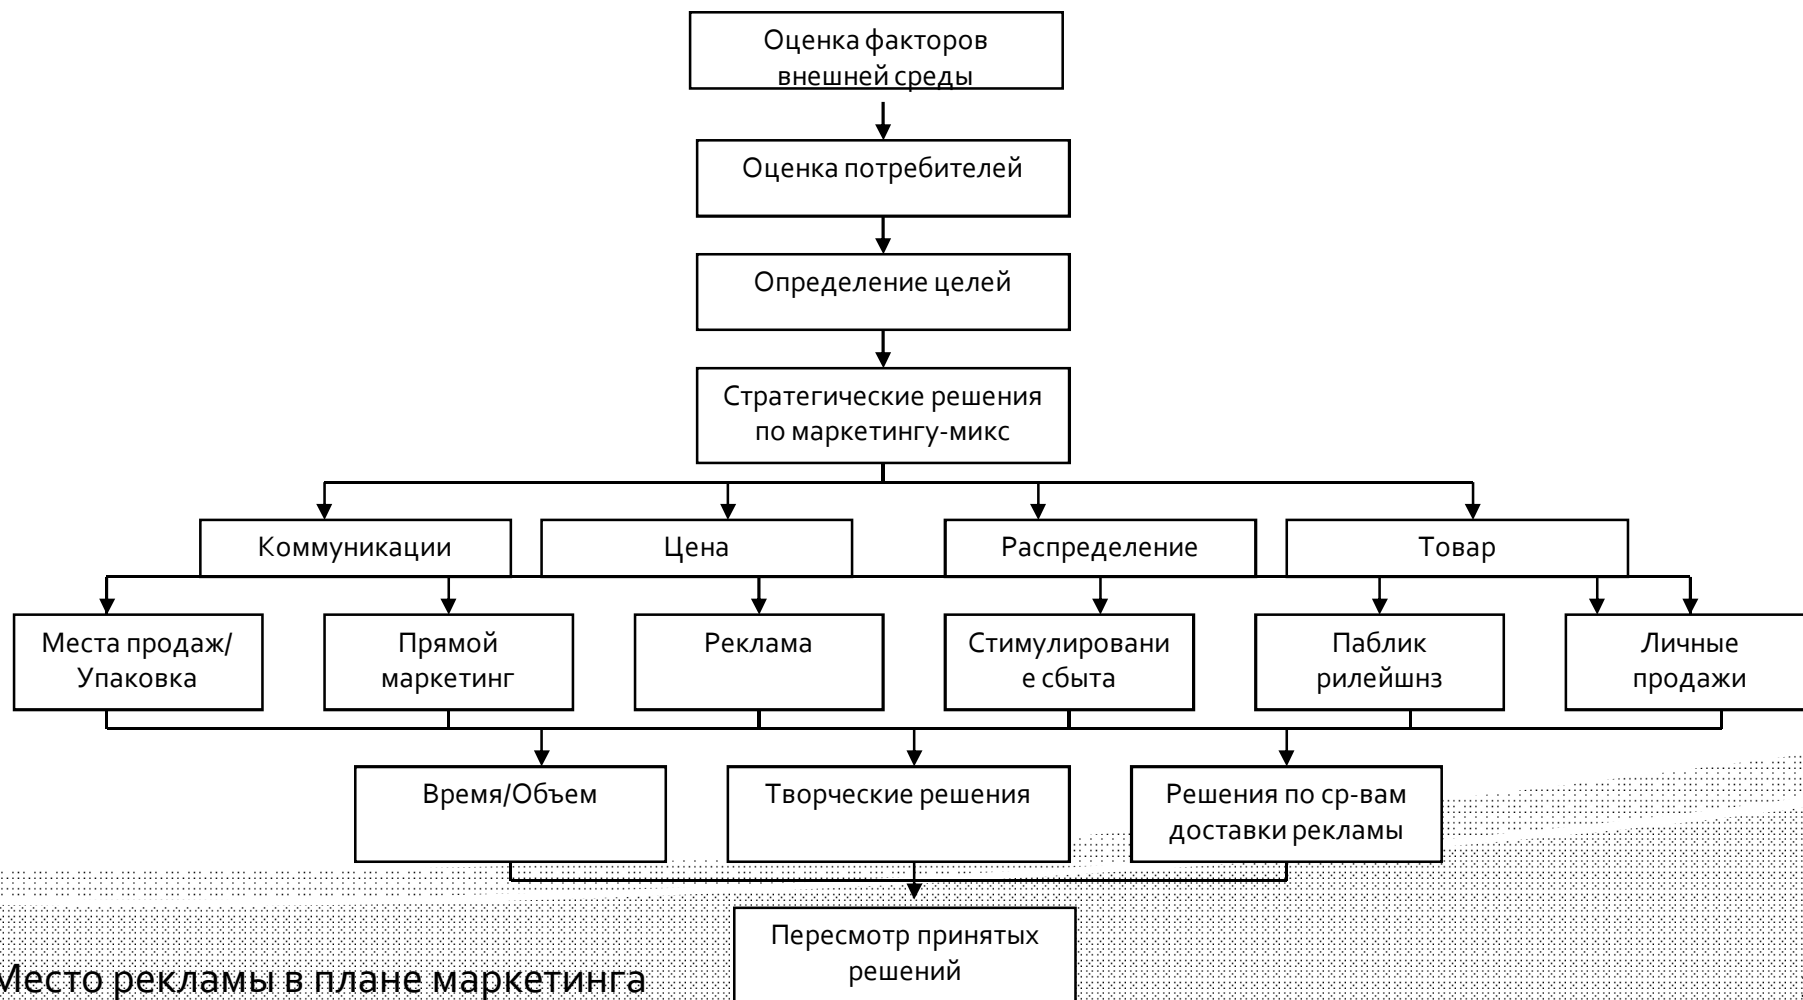 Оценка факторов
внешней среды
Оценка потребителей
Определение целей
Стратегические решения
по маркетингу-микс
Коммуникации
Цена
Распределение
Товар
Места продаж/
Упаковка
Прямой
маркетинг
Реклама
Стимулировани
е сбыта
Паблик
рилейшнз
Личные
продажи
Время/Объем
Творческие решения
Решения по ср-вам
доставки рекламы
Пересмотр принятых
решений
Место рекламы в плане маркетинга